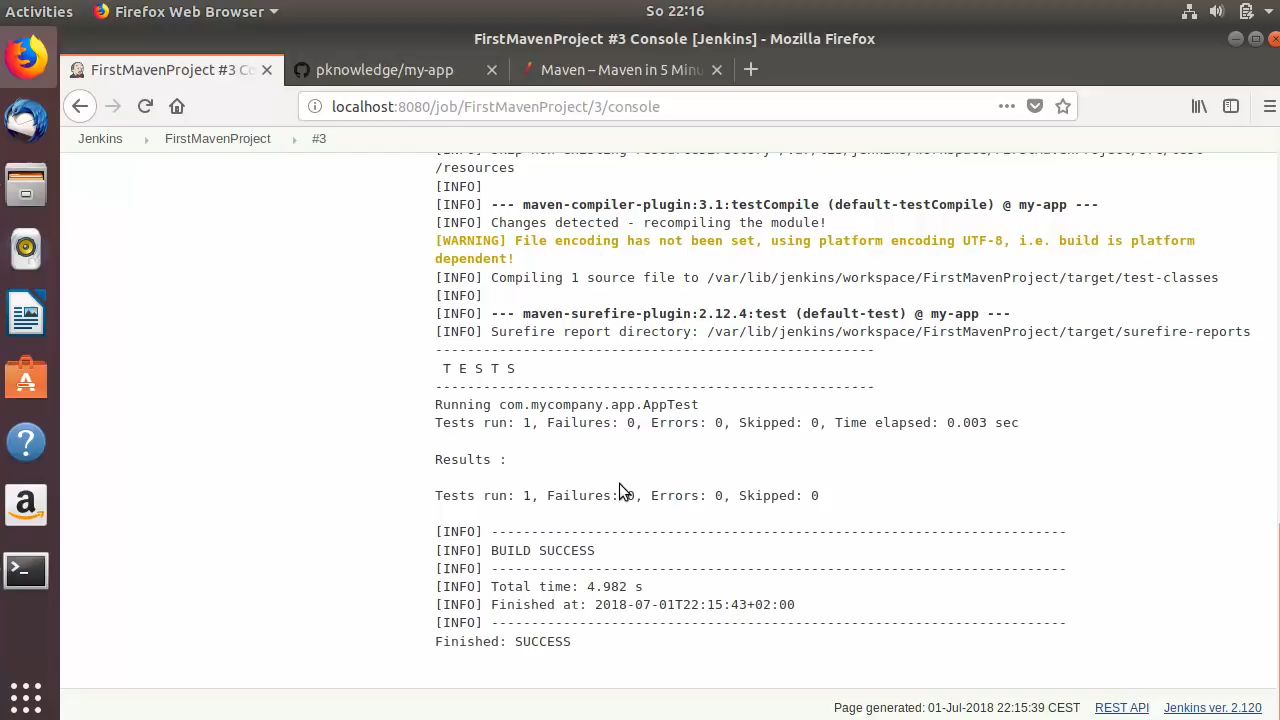 Activities
Firefox Web Browser
So 22:16
FirstMavenProject #3 Console [Jenkins] - Mozilla Firefox
FirstMavenProject #3 Co
pknowledge/my-app
Maven – Maven in 5 Minu
localhost:8080/job/FirstMavenProject/3/console
Jenkins
FirstMavenProject
#3
/resources
[INFO]
[INFO] --- maven-compiler-plugin:3.1:testCompile (default-testCompile) @ my-app ---
[INFO] Changes detected - recompiling the module!
[WARNING] File encoding has not been set, using platform encoding UTF-8, i.e. build is platform
dependent!
[INFO] Compiling 1 source file to /var/lib/jenkins/workspace/FirstMavenProject/target/test-classes
[INFO]
[INFO] --- maven-surefire-plugin:2.12.4:test (default-test) @ my-app ---
[INFO] Surefire report directory: /var/lib/jenkins/workspace/FirstMavenProject/target/surefire-reports
-------------------------------------------------------
T E S T S
-------------------------------------------------------
Running com.mycompany.app.AppTest
Tests run: 1, Failures: 0, Errors: 0, Skipped: 0, Time elapsed: 0.003 sec
Results :
Tests run: 1, Failures: 0, Errors: 0, Skipped: 0
[INFO] ------------------------------------------------------------------------
[INFO] BUILD SUCCESS
[INFO] ------------------------------------------------------------------------
[INFO] Total time: 4.982 s
[INFO] Finished at: 2018-07-01T22:15:43+02:00
[INFO] ------------------------------------------------------------------------
Finished: SUCCESS
Page generated: 01-Jul-2018 22:15:39 CEST
REST API
Jenkins ver. 2.120